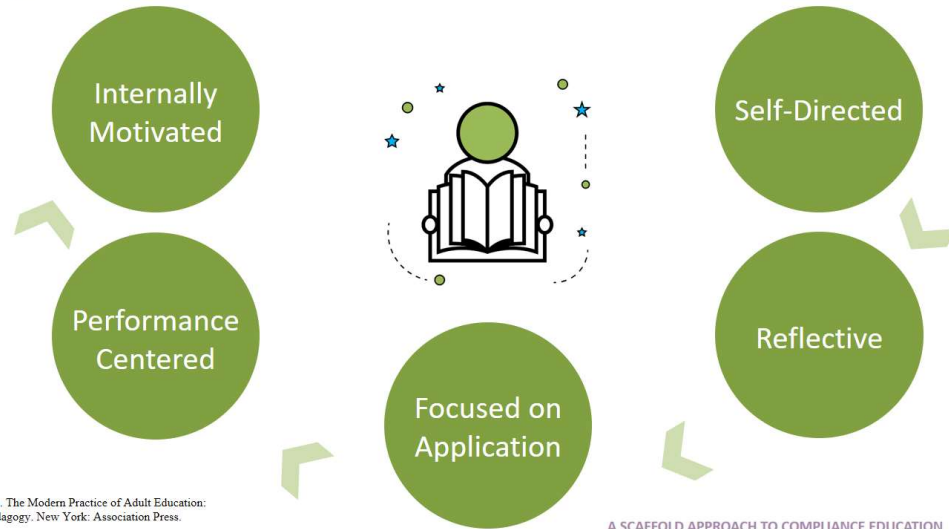 Internally
Motivated
Self-Directed
Performance
Centered
Reflective
Focused on
Application
. The Modern Practice of Adult Education:
dagogy. New York: Association Press.
A SCAFFOLD APPROACH TO COMPLIANCE EDUCATION